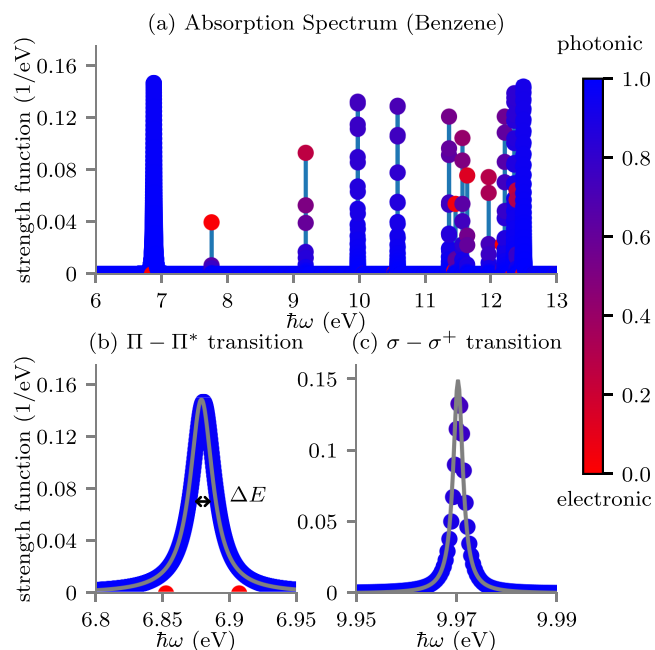 (a) Absorption Spectrum (Benzene)
photonic
strength function (1/eV)
0.16
0.12
0.08
0.04
0
6 7 8 9 10 11 12 13
ħω (eV)
1.0
0.8
0.6
0.4
0.2
0.0
electronic
(b) Π − Π* transition
strength function (1/eV)
0.16
0.12
0.08
0.04
0
ΔE
6.8 6.85 6.9 6.95
ħω (eV)
(c) σ − σ⁺ transition
0.15
0.1
0.05
0
9.95 9.97 9.99
ħω (eV)